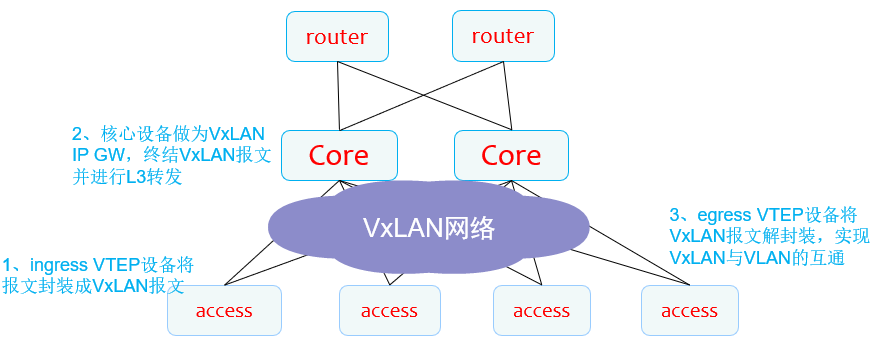 router
router
2、核心设备做为VxLAN
IP GW，终结VxLAN报文
并进行L3转发
Core
Core
VxLAN网络
3、egress VTEP设备将
VxLAN报文解封装，实现
VxLAN与VLAN的互通
1、ingress VTEP设备将
报文封装成VxLAN报文
access
access
access
access